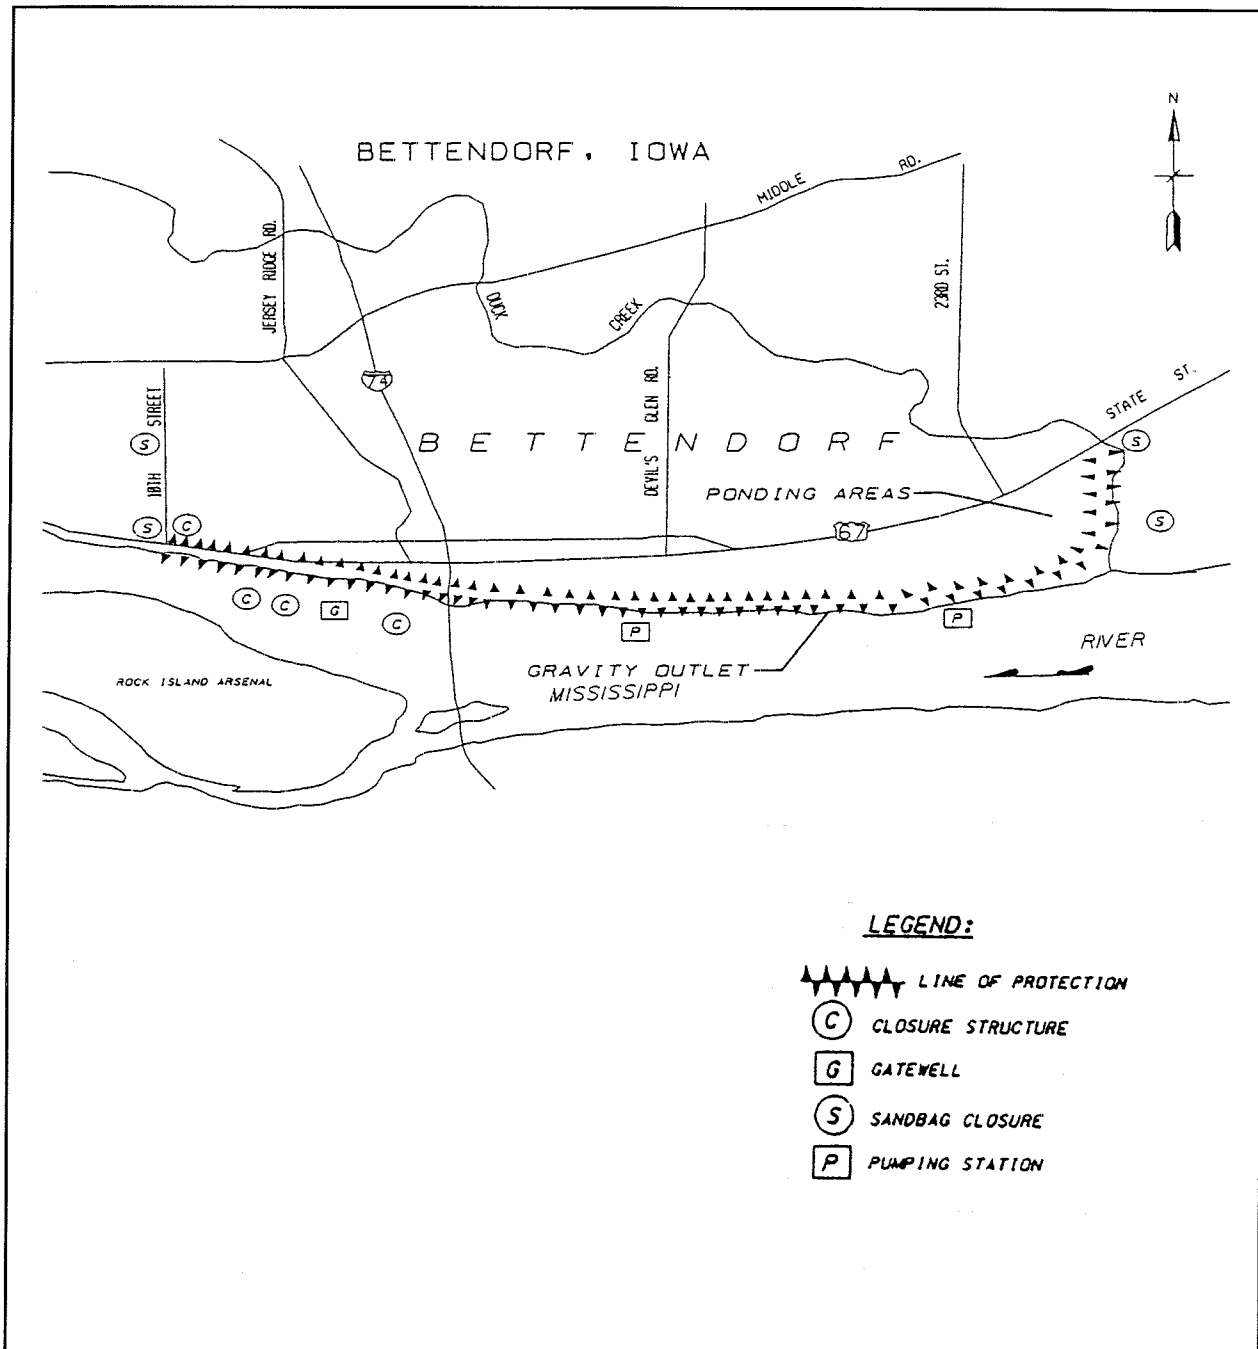 N
BETTENDORF, IOWA
MIDDLE RD.
JERSEY RIDGE RD.
DUCK CREEK
23RD ST.
74
STATE ST.
18TH STREET
S
DEVIL'S GLEN RD.
BETTENDORF
S
PONDING AREAS
S
C
S
67
C
C
G
C
P
P
RIVER
GRAVITY OUTLET
MISSISSIPPI
ROCK ISLAND ARSENAL
LEGEND:
LINE OF PROTECTION
C CLOSURE STRUCTURE
G GATEWELL
S SANDBAG CLOSURE
P PUMPING STATION